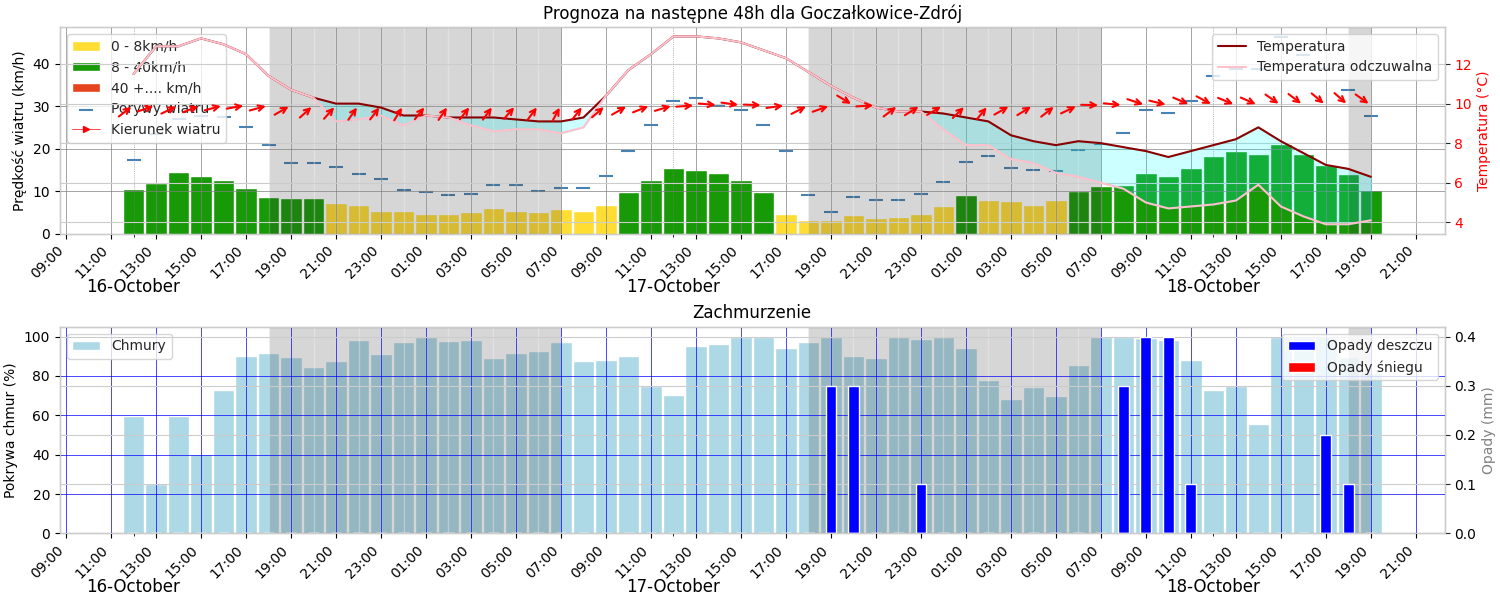 Prognoza na następne 48h dla Goczałkowice-Zdrój
Prędkość wiatru (km/h)
0 10 20 30 40
0 - 8km/h
8 - 40km/h
40 +.... km/h
Porywy wiatru
Kierunek wiatru
Temperatura
Temperatura odczuwalna
4 6 8 10 12
Temperatura (°C)
09:00 11:00 13:00 15:00 17:00 19:00 21:00 23:00 01:00 03:00 05:00 07:00 09:00 11:00 13:00 15:00 17:00 19:00 21:00 23:00 01:00 03:00 05:00 07:00 09:00 11:00 13:00 15:00 17:00 19:00 21:00
16-October 17-October 18-October
Zachmurzenie
Pokrywa chmur (%)
0 20 40 60 80 100
Chmury
Opady deszczu
Opady śniegu
0.0 0.1 0.2 0.3 0.4
Opady (mm)
09:00 11:00 13:00 15:00 17:00 19:00 21:00 23:00 01:00 03:00 05:00 07:00 09:00 11:00 13:00 15:00 17:00 19:00 21:00 23:00 01:00 03:00 05:00 07:00 09:00 11:00 13:00 15:00 17:00 19:00 21:00
16-October 17-October 18-October